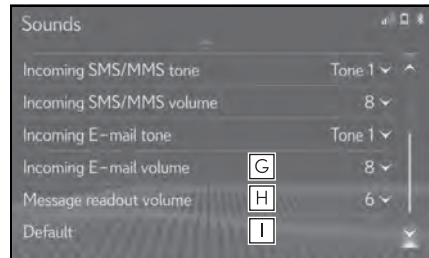 Sounds
Incoming SMS/MMS tone Tone 1
Incoming SMS/MMS volume 8
Incoming E-mail tone Tone 1
Incoming E-mail volume G 8
Message readout volume H 6
Default I